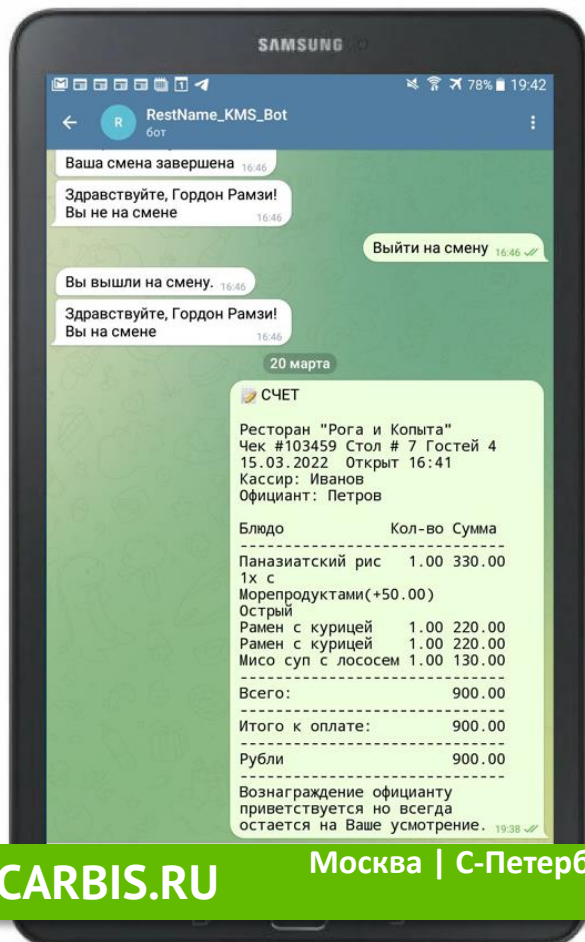 SAMSUNG
1
78% 19:42
R
RestName_KMS_Bot
бот
Ваша смена завершена 16:46
Здравствуйте, Гордон Рамзи!
Вы не на смене 16:46
Выйти на смену 16:46
Вы вышли на смену. 16:46
Здравствуйте, Гордон Рамзи!
Вы на смене 16:46
20 марта
СЧЕТ
Ресторан "Рога и Копыта"
Чек #103459 Стол # 7 Гостей 4
15.03.2022 Открыт 16:41
Кассир: Иванов
Официант: Петров
Блюдо Кол-во Сумма
-------------------------------
Паназиатский рис 1.00 330.00
1x с
Морепродуктами(+50.00)
Острый
Рамен с курицей 1.00 220.00
Рамен с курицей 1.00 220.00
Мисо суп с лососем 1.00 130.00
-------------------------------
Всего: 900.00
-------------------------------
Итого к оплате: 900.00
-------------------------------
Рубли 900.00
-------------------------------
Вознаграждение официанту
приветствуется но всегда
остается на Ваше усмотрение. 19:38
CARBIS.RU
Москва | С-Петерб